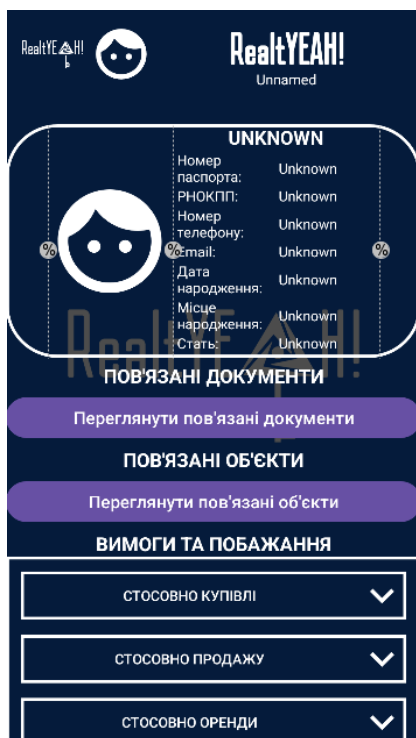 RealtYEAH!
RealtYEAH!
Unnamed
UNKNOWN
Номер
паспорта:
Unknown
РНОКПП:
Unknown
Номер
телефону:
Unknown
Email:
Unknown
Дата
народження:
Unknown
Місце
народження:
Unknown
Стать:
Unknown
%
%
%
RealtYEAH!
ПОВ'ЯЗАНІ ДОКУМЕНТИ
Переглянути пов'язані документи
ПОВ'ЯЗАНІ ОБ'ЄКТИ
Переглянути пов'язані об'єкти
ВИМОГИ ТА ПОБАЖАННЯ
СТОСОВНО КУПІВЛІ
СТОСОВНО ПРОДАЖУ
СТОСОВНО ОРЕНДИ